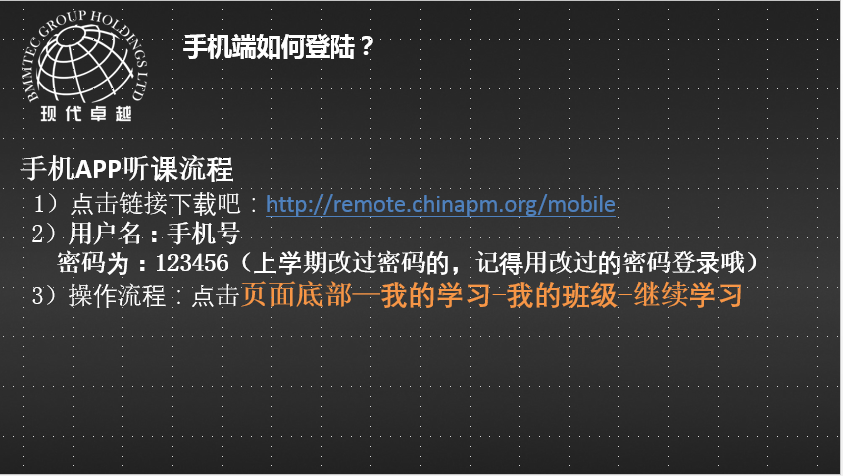 BMMTEC GROUP HOLDINGS LTD
现代卓越
手机端如何登陆？
手机APP听课流程
1）点击链接下载吧：http://remote.chinapm.org/mobile
2）用户名：手机号
密码为：123456（上学期改过密码的，记得用改过的密码登录哦）
3）操作流程：点击页面底部—我的学习-我的班级-继续学习